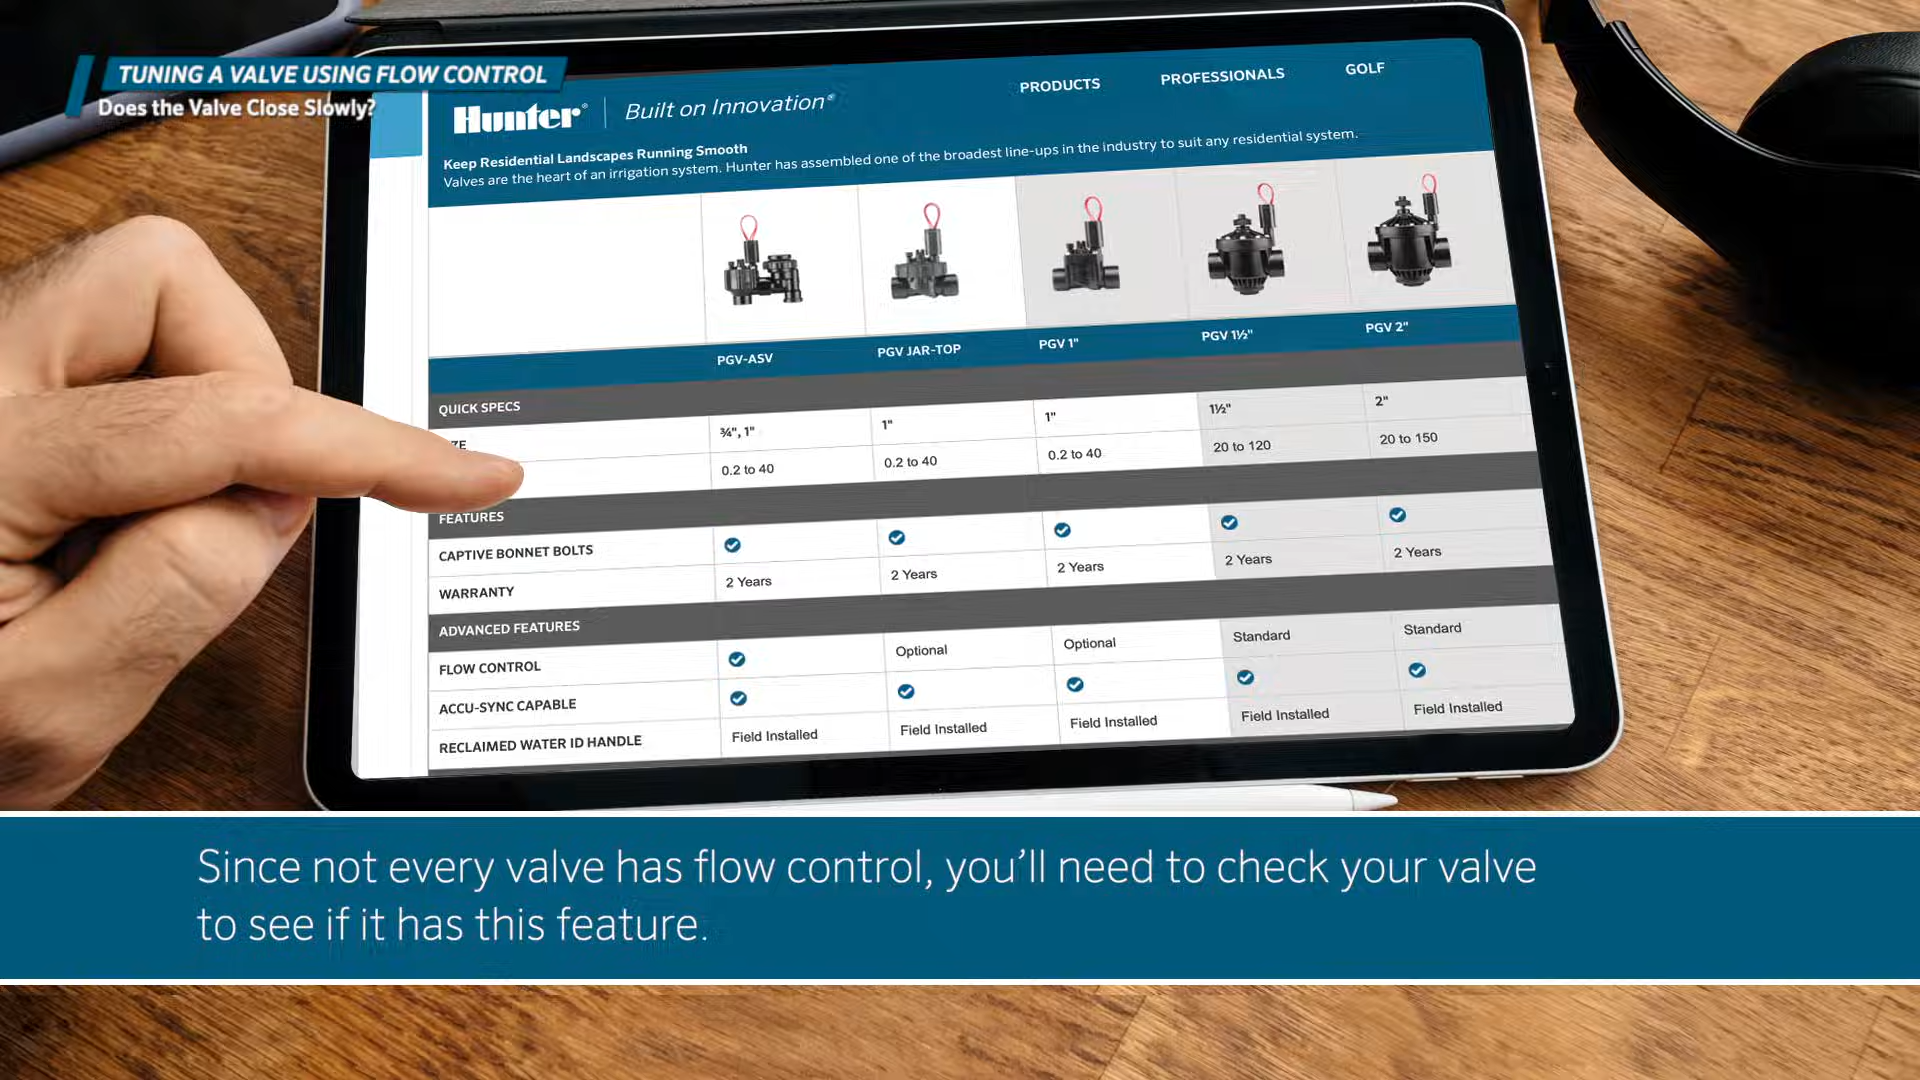 TUNING A VALVE USING FLOW CONTROL
Does the Valve Close Slowly?
Hunter® | Built on Innovation®
PRODUCTS PROFESSIONALS GOLF
Keep Residential Landscapes Running Smooth
Valves are the heart of an irrigation system. Hunter has assembled one of the broadest line-ups in the industry to suit any residential system.
PGV-ASV PGV JAR-TOP PGV 1" PGV 1½" PGV 2"
QUICK SPECS
¾", 1" 1" 1" 1½" 2"
0.2 to 40 0.2 to 40 0.2 to 40 20 to 120 20 to 150
FEATURES
CAPTIVE BONNET BOLTS
WARRANTY 2 Years 2 Years 2 Years 2 Years 2 Years
ADVANCED FEATURES
FLOW CONTROL Optional Optional Standard Standard
ACCU-SYNC CAPABLE
RECLAIMED WATER ID HANDLE Field Installed Field Installed Field Installed Field Installed Field Installed
Since not every valve has flow control, you'll need to check your valve
to see if it has this feature.